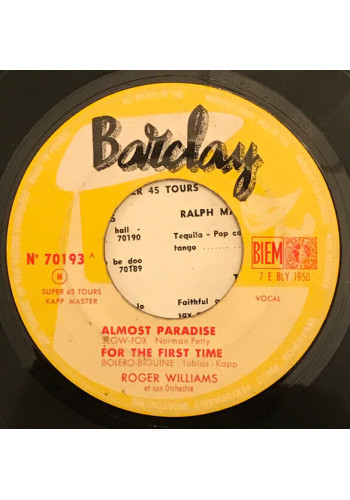 Barclay
PER 45 TOURS
RALPH MA
hall - 70190
Tequila - Pop co
tango
be doo 70189
Faithful
say
N° 70193 A
M
SUPER 45 TOURS
KAPP MASTER
BIEM
7 E BLY 1950
VOCAL
ALMOST PARADISE
SLOW-FOX Norman Petty
FOR THE FIRST TIME
BOLERO-BIGUINE Tobias - Kapp
ROGER WILLIAMS
et son Orchestre